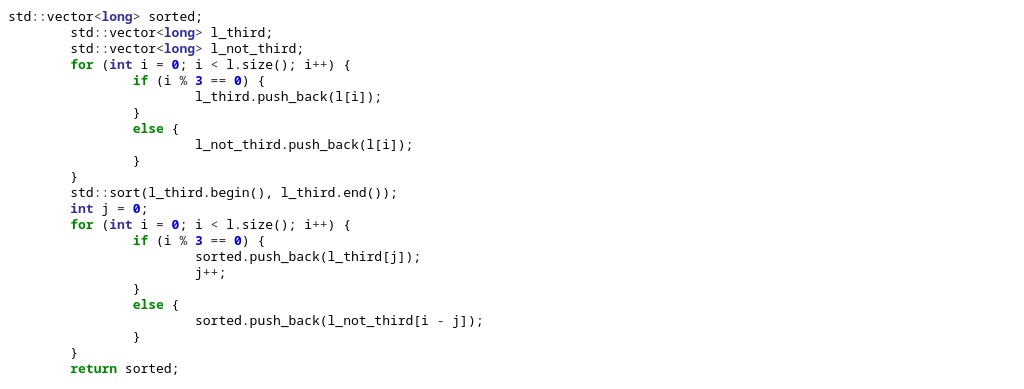 std::vector<long> sorted;
        std::vector<long> l_third;
        std::vector<long> l_not_third;
        for (int i = 0; i < l.size(); i++) {
                if (i % 3 == 0) {
                        l_third.push_back(l[i]);
                }
                else {
                        l_not_third.push_back(l[i]);
                }
        }
        std::sort(l_third.begin(), l_third.end());
        int j = 0;
        for (int i = 0; i < l.size(); i++) {
                if (i % 3 == 0) {
                        sorted.push_back(l_third[j]);
                        j++;
                }
                else {
                        sorted.push_back(l_not_third[i - j]);
                }
        }
        return sorted;